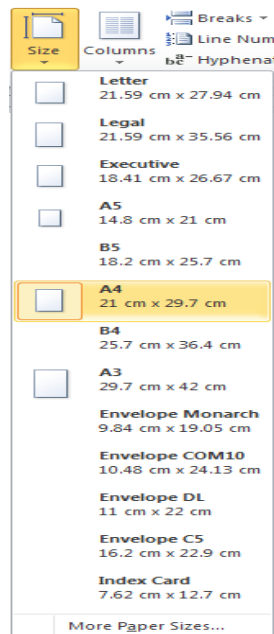 Breaks
Size
Columns
Line Num
Hyphenat
Letter
21.59 cm x 27.94 cm
Legal
21.59 cm x 35.56 cm
Executive
18.41 cm x 26.67 cm
A5
14.8 cm x 21 cm
B5
18.2 cm x 25.7 cm
A4
21 cm x 29.7 cm
B4
25.7 cm x 36.4 cm
A3
29.7 cm x 42 cm
Envelope Monarch
9.84 cm x 19.05 cm
Envelope COM10
10.48 cm x 24.13 cm
Envelope DL
11 cm x 22 cm
Envelope C5
16.2 cm x 22.9 cm
Index Card
7.62 cm x 12.7 cm
More Paper Sizes...